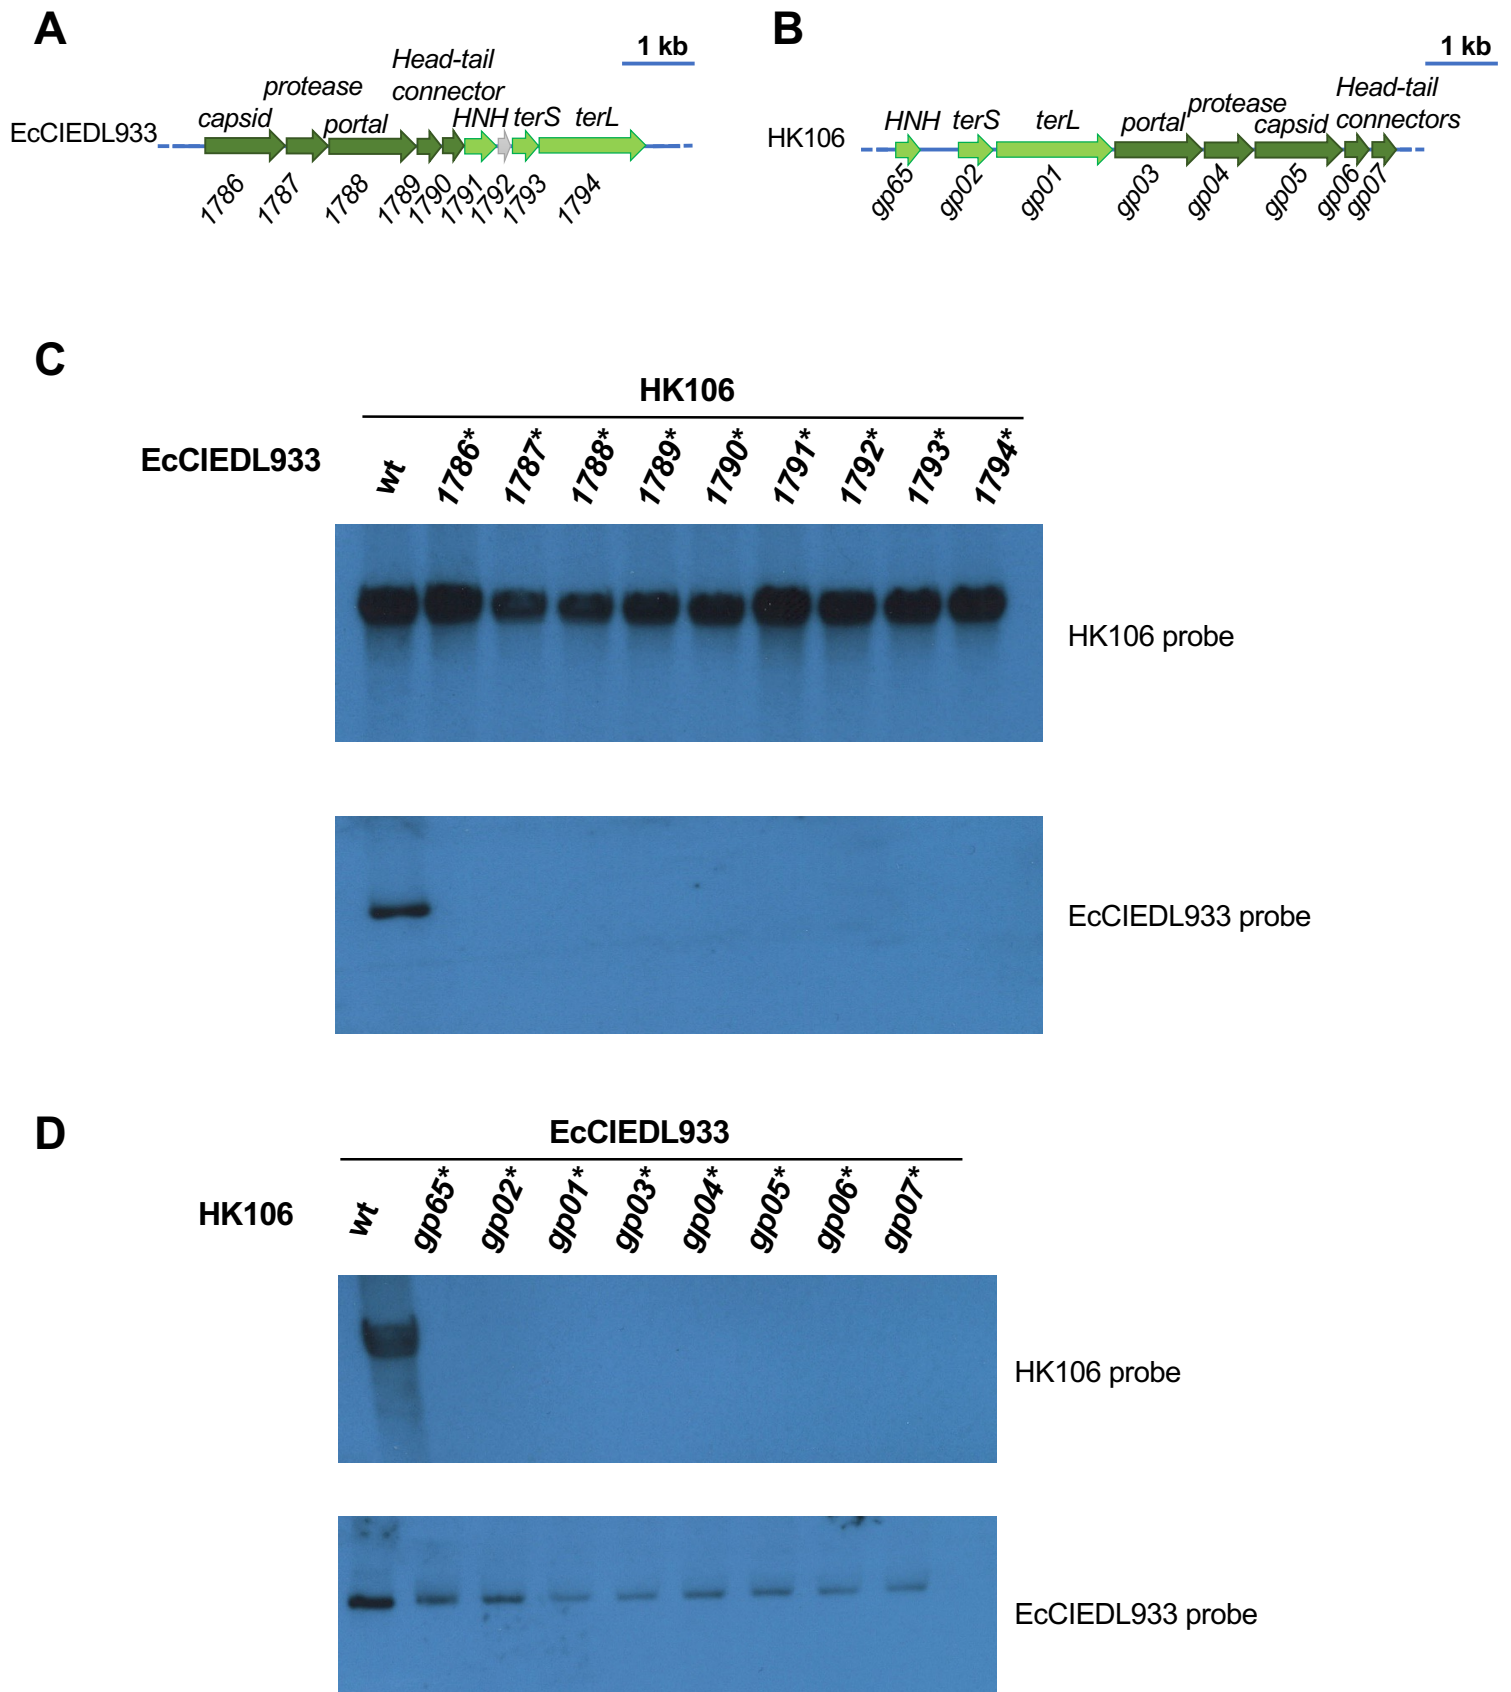 A
1 kb
Head-tail
connector
protease
capsid
portal
HNH
terS
terL
EcCIEDL933
1786
1787
1788
1789
1790
1791
1792
1793
1794
B
1 kb
Head-tail
connectors
protease
HNH
terS
terL
portal
capsid
HK106
gp65
gp02
gp01
gp03
gp04
gp05
gp06
gp07
C
HK106
EcCIEDL933
wt
1786*
1787*
1788*
1789*
1790*
1791*
1792*
1793*
1794*
HK106 probe
EcCIEDL933 probe
D
EcCIEDL933
HK106
wt
gp65*
gp02*
gp01*
gp03*
gp04*
gp05*
gp06*
gp07*
HK106 probe
EcCIEDL933 probe